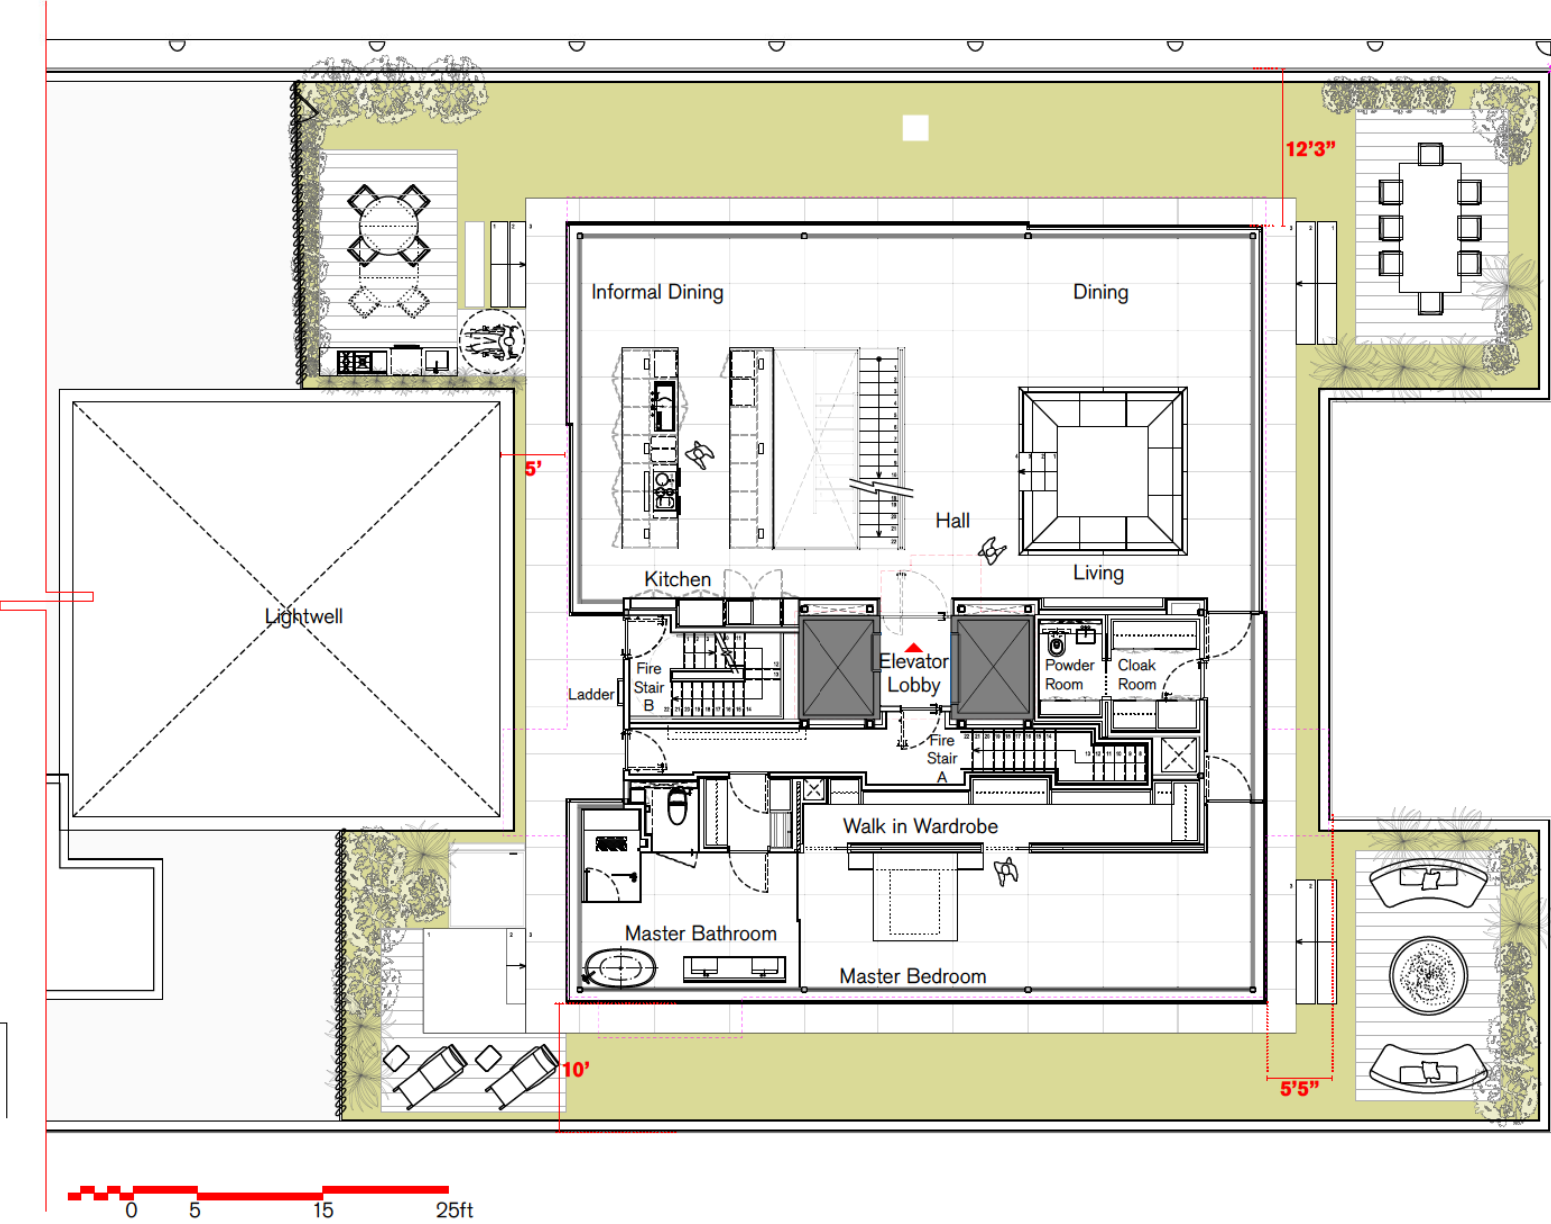 12’3”
Informal Dining
Dining
5’
Hall
Living
Kitchen
Lightwell
Elevator
Lobby
Powder
Room
Cloak
Room
Fire
Stair
B
Ladder
Fire
Stair
A
Walk in Wardrobe
Master Bathroom
Master Bedroom
10’
5’5”
0 5 15 25ft